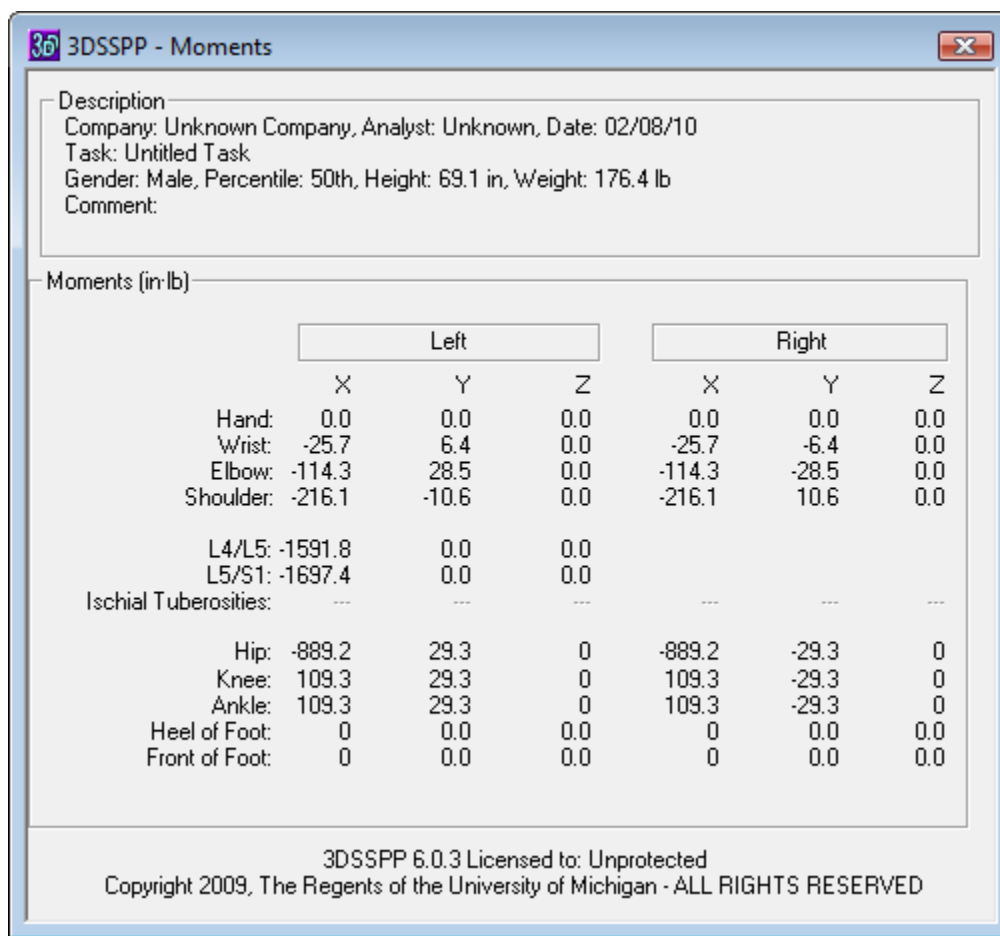 3D 3DSSPP - Moments
Description
Company: Unknown Company, Analyst: Unknown, Date: 02/08/10
Task: Untitled Task
Gender: Male, Percentile: 50th, Height: 69.1 in, Weight: 176.4 lb
Comment:
Moments (in·lb)
Left Right
X Y Z X Y Z
Hand: 0.0 0.0 0.0 0.0 0.0 0.0
Wrist: -25.7 6.4 0.0 -25.7 -6.4 0.0
Elbow: -114.3 28.5 0.0 -114.3 -28.5 0.0
Shoulder: -216.1 -10.6 0.0 -216.1 10.6 0.0
L4/L5: -1591.8 0.0 0.0
L5/S1: -1697.4 0.0 0.0
Ischial Tuberosities: --- --- --- --- --- ---
Hip: -889.2 29.3 0 -889.2 -29.3 0
Knee: 109.3 29.3 0 109.3 -29.3 0
Ankle: 109.3 29.3 0 109.3 -29.3 0
Heel of Foot: 0 0.0 0.0 0 0.0 0.0
Front of Foot: 0 0.0 0.0 0 0.0 0.0
3DSSPP 6.0.3 Licensed to: Unprotected
Copyright 2009, The Regents of the University of Michigan - ALL RIGHTS RESERVED